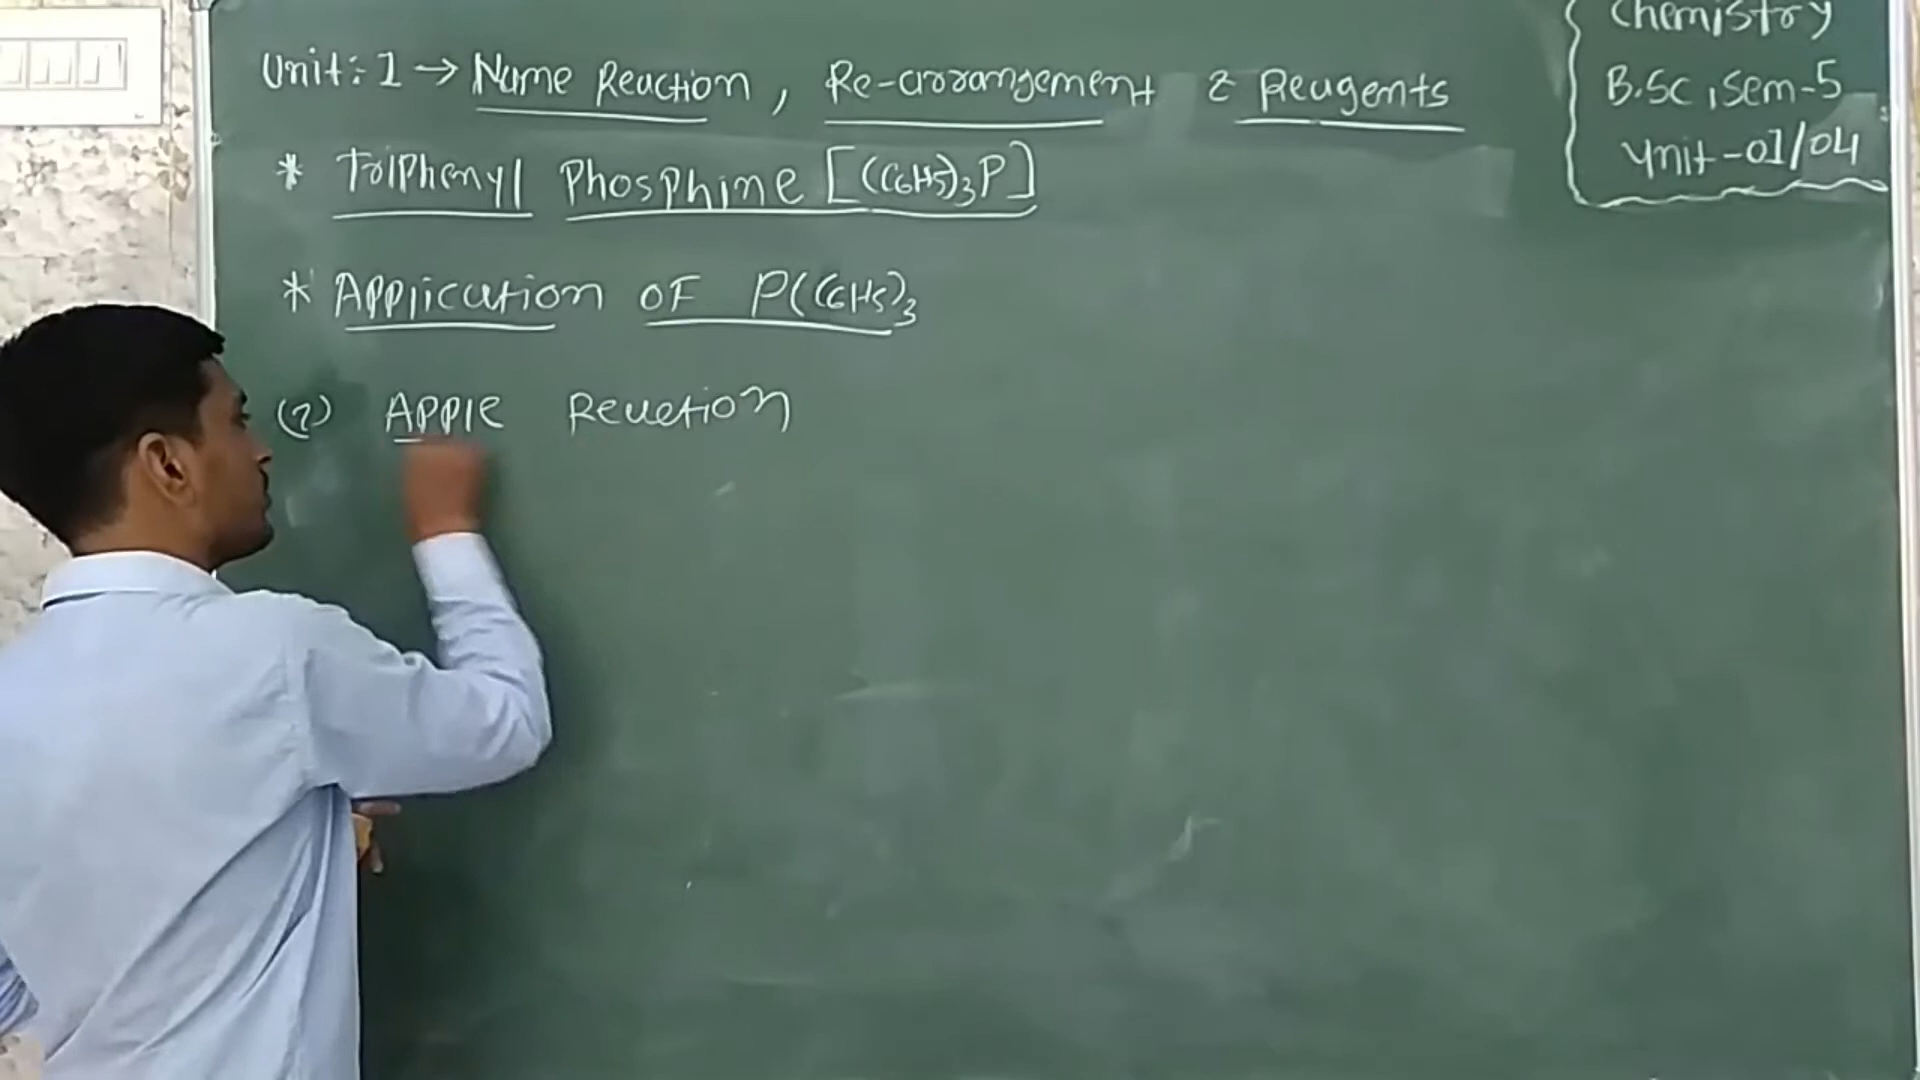 Unit: 1 → Name Reaction, Re-arrangement & Reagents
* Triphenyl Phosphine [(C6H5)3P]
* Application OF P(C6H5)3
(1) APPle Reaction
Chemistry
B.Sc, Sem-5
Unit-01/04